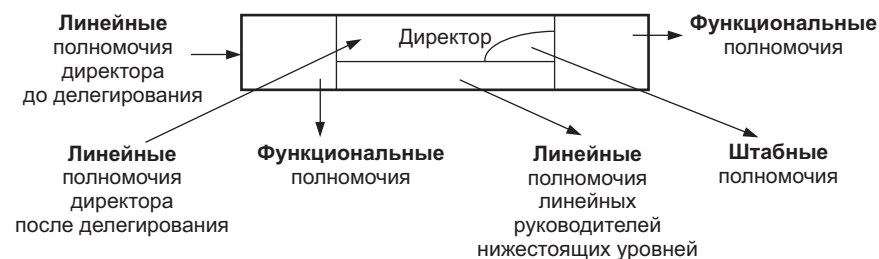 Линейные
полномочия
директора
до делегирования
Директор
Функциональные
полномочия
Линейные
полномочия
директора
после делегирования
Функциональные
полномочия
Линейные
полномочия
линейных
руководителей
нижестоящих уровней
Штабные
полномочия